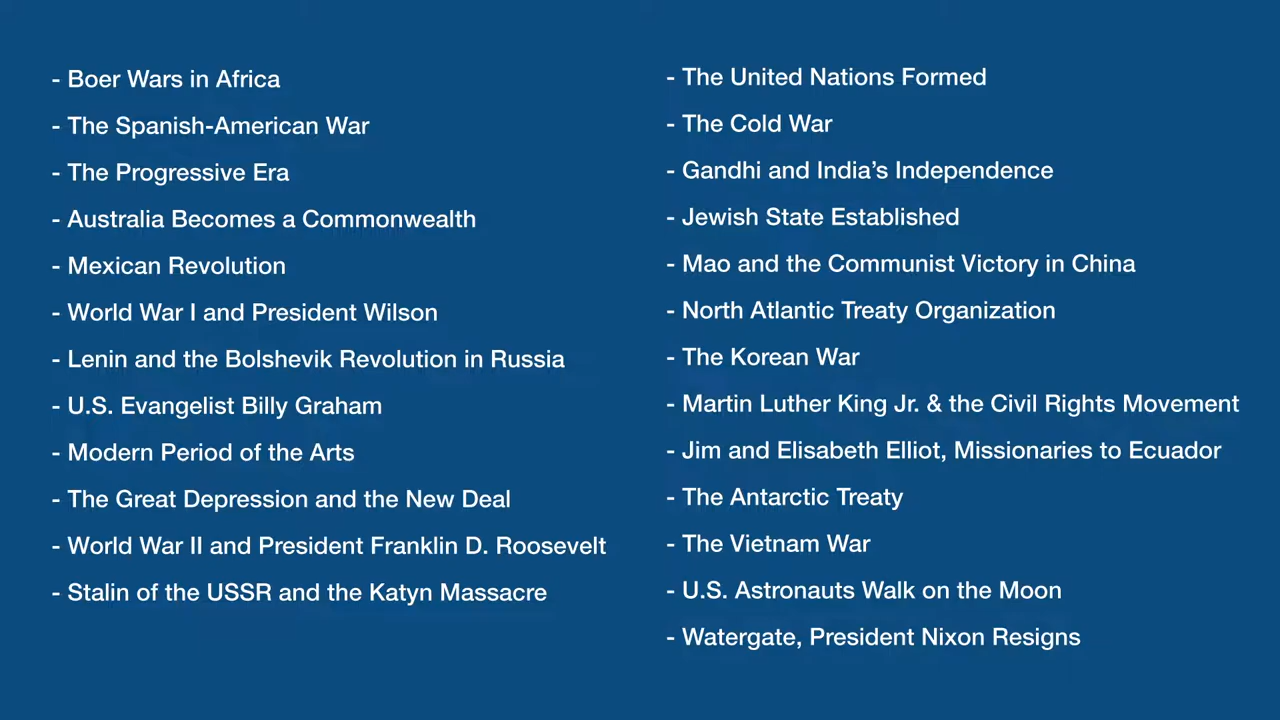 - Boer Wars in Africa
- The Spanish-American War
- The Progressive Era
- Australia Becomes a Commonwealth
- Mexican Revolution
- World War I and President Wilson
- Lenin and the Bolshevik Revolution in Russia
- U.S. Evangelist Billy Graham
- Modern Period of the Arts
- The Great Depression and the New Deal
- World War II and President Franklin D. Roosevelt
- Stalin of the USSR and the Katyn Massacre
- The United Nations Formed
- The Cold War
- Gandhi and India’s Independence
- Jewish State Established
- Mao and the Communist Victory in China
- North Atlantic Treaty Organization
- The Korean War
- Martin Luther King Jr. & the Civil Rights Movement
- Jim and Elisabeth Elliot, Missionaries to Ecuador
- The Antarctic Treaty
- The Vietnam War
- U.S. Astronauts Walk on the Moon
- Watergate, President Nixon Resigns